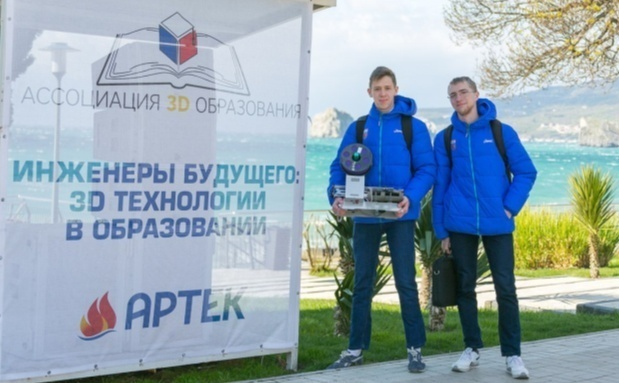 АССОЦИАЦИЯ 3D ОБРАЗОВАНИЯ
ИНЖЕНЕРЫ БУДУЩЕГО:
3D ТЕХНОЛОГИИ
В ОБРАЗОВАНИИ
АРТЕК